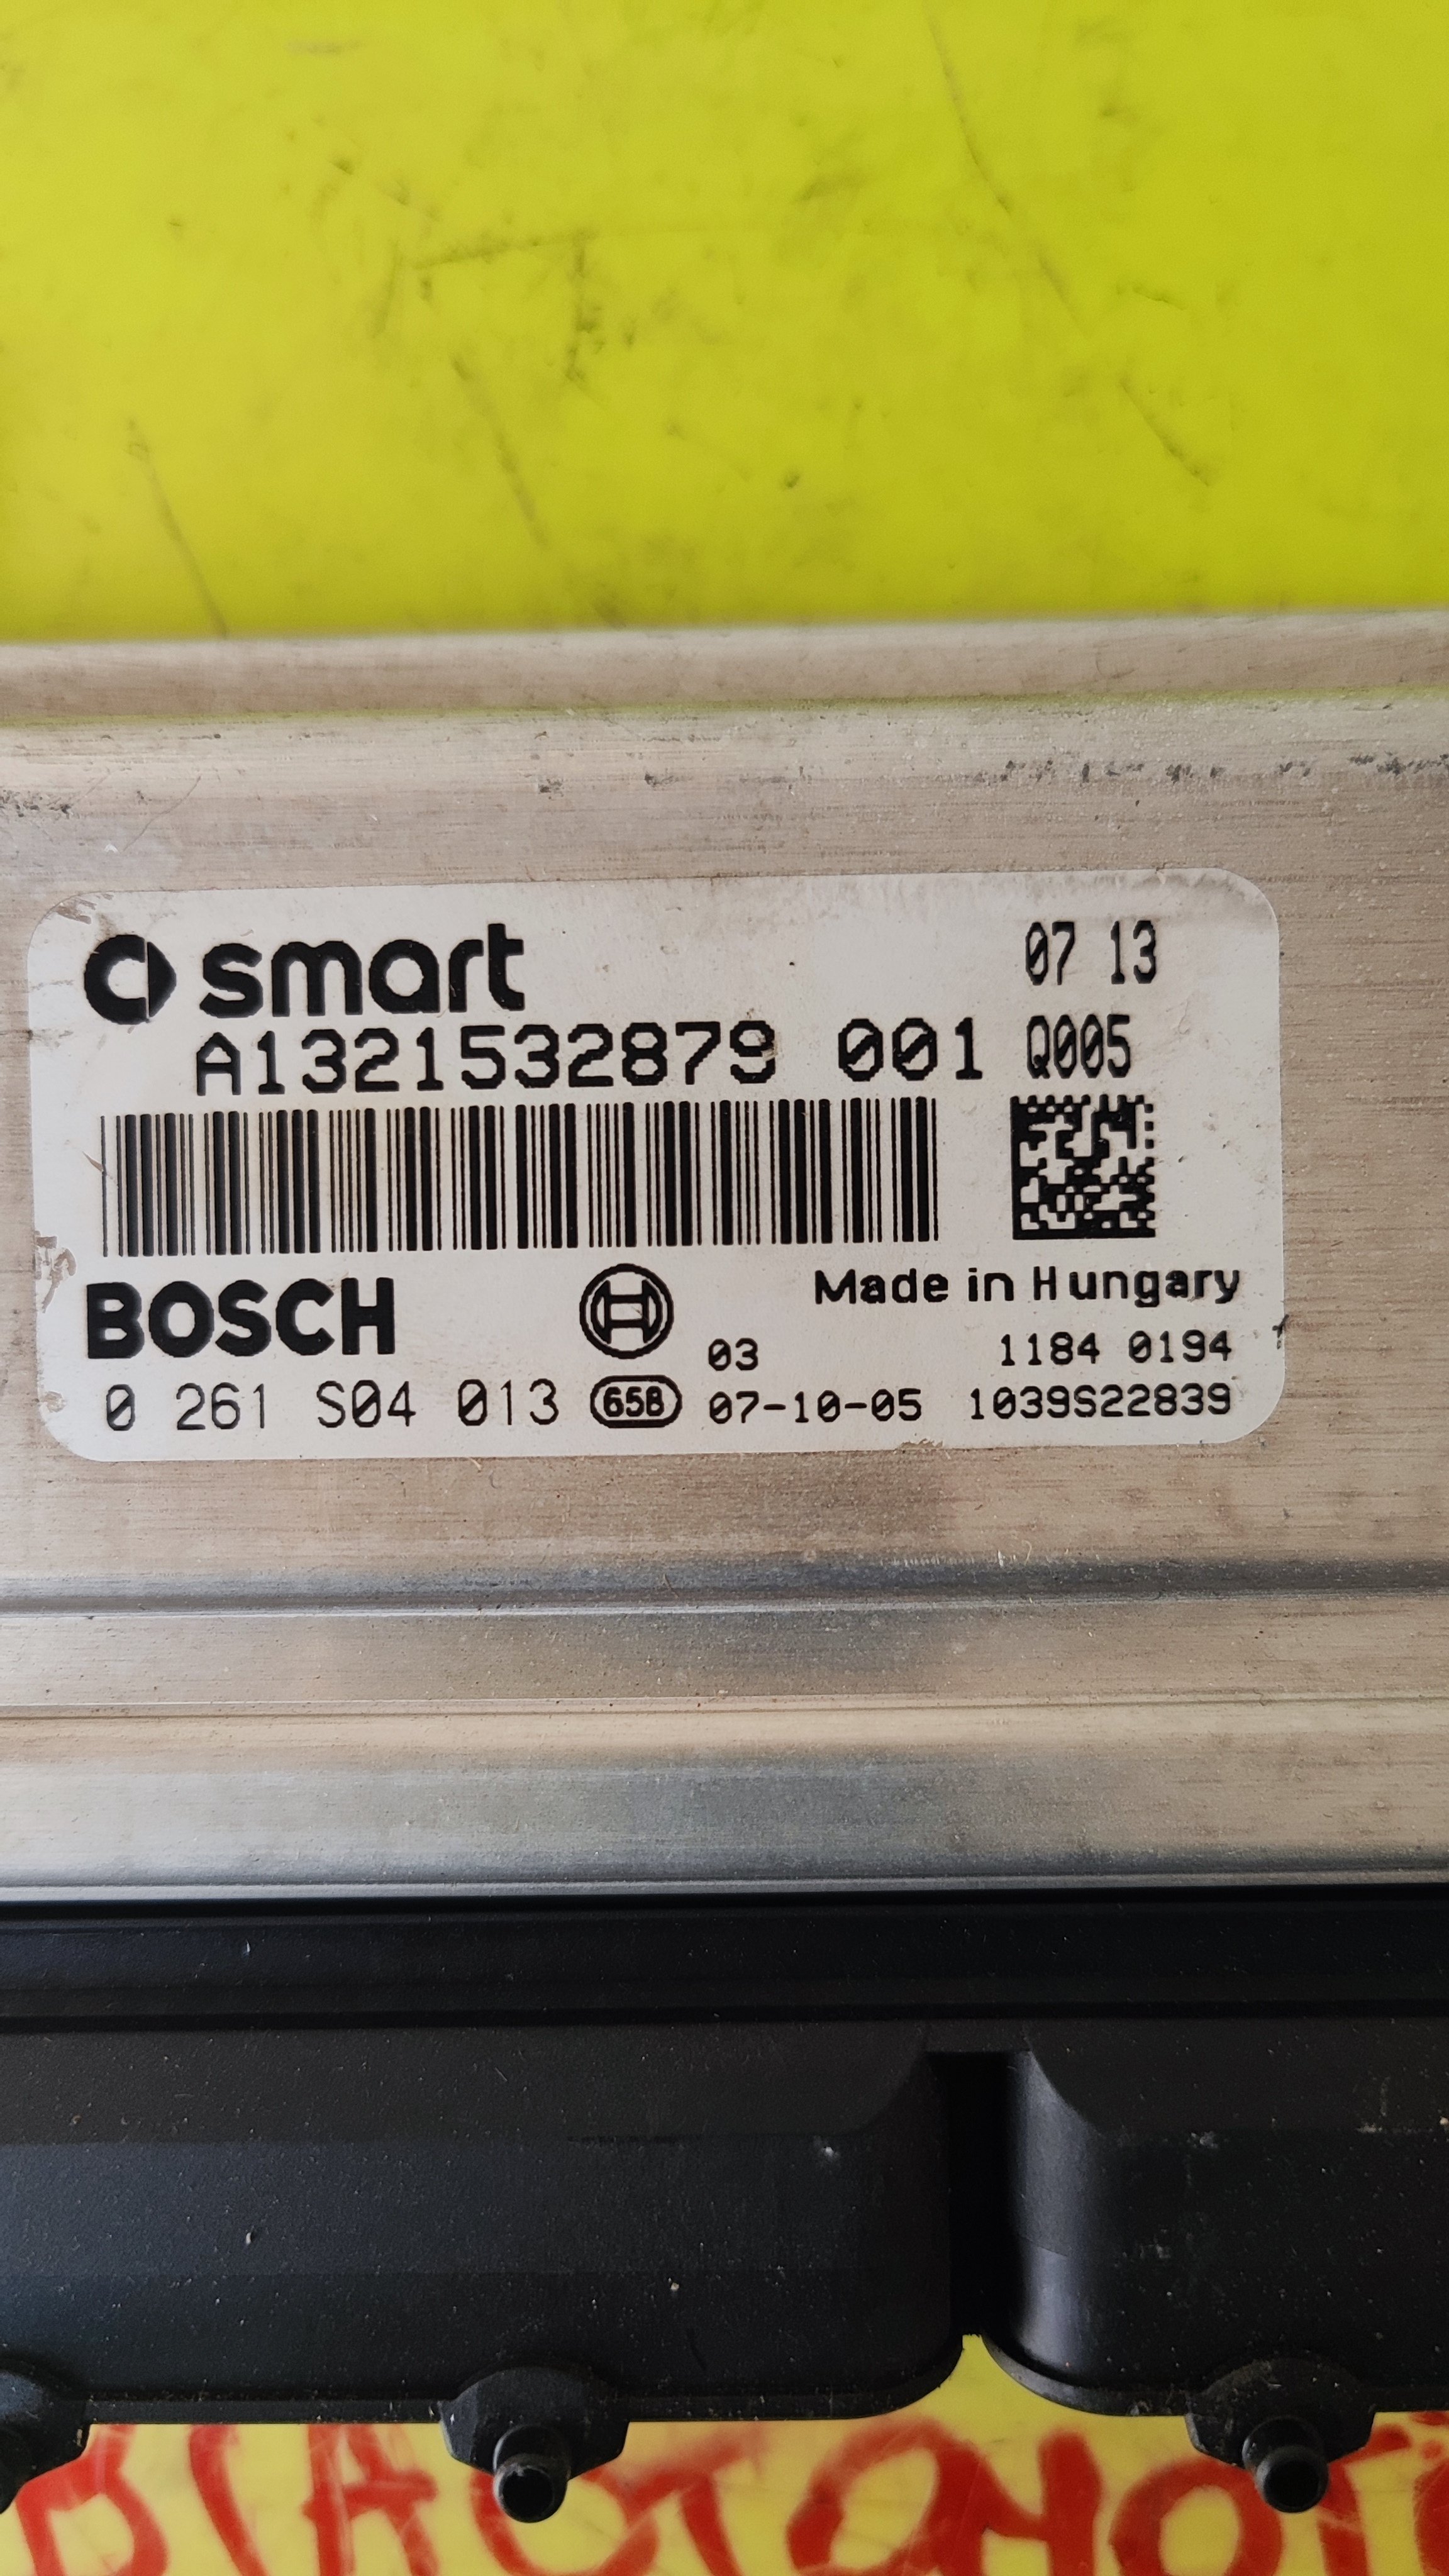 smart 07 13
A1321532879 001 Q005
BOSCH Made in Hungary
03 1184 0194
0 261 S04 013 65B 07-10-05 1039S22839